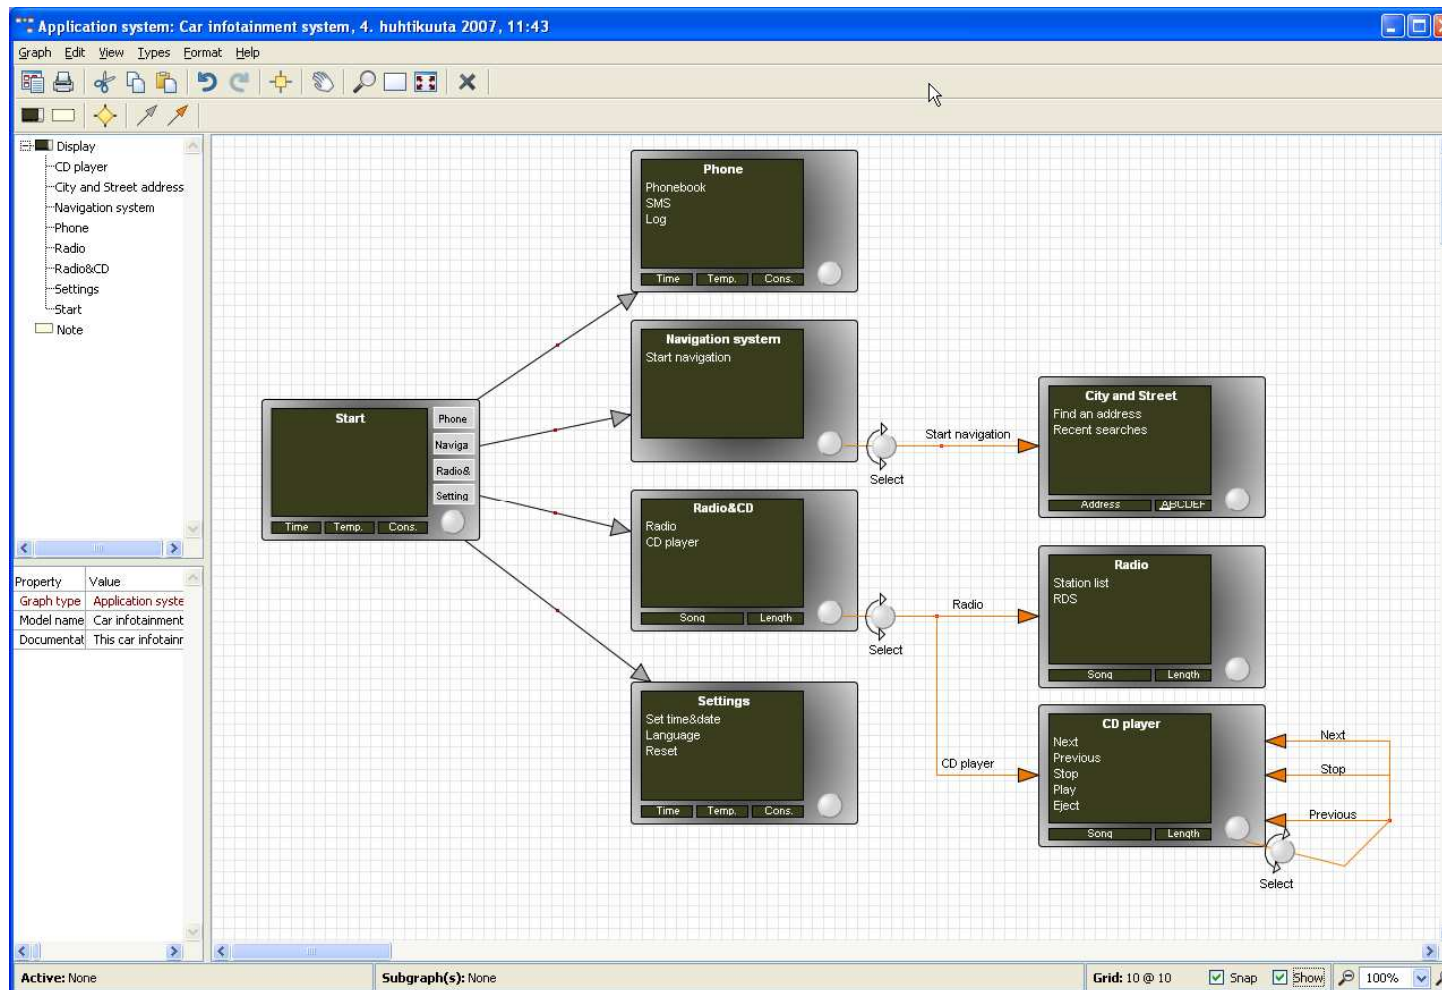 Application system: Car infotainment system, 4. huhtikuuta 2007, 11:43
Graph Edit View Types Format Help
Display
CD player
City and Street address
Navigation system
Phone
Radio
Radio&CD
Settings
Start
Note
Property Value
Graph type Application syste
Model name Car infotainment
Documentat This car infotainr
Phone
Phonebook
SMS
Log
Time Temp. Cons.
Navigation system
Start navigation
Select
Start navigation
City and Street
Find an address
Recent searches
Address ABCDEF
Start
Phone
Naviga
Radio&
Setting
Time Temp. Cons.
Radio&CD
Radio
CD player
Song Length
Select
Radio
CD player
Radio
Station list
RDS
Song Length
Settings
Set time&date
Language
Reset
Time Temp. Cons.
CD player
Next
Previous
Stop
Play
Eject
Song Length
Next
Stop
Previous
Select
Active: None Subgraph(s): None Grid: 10 @ 10 Snap Show 100%